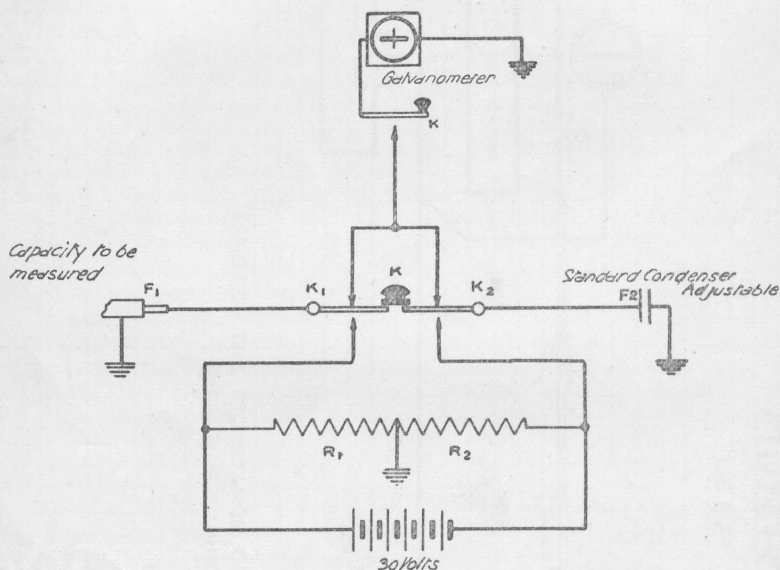 Galvanometer
K
Capacity to be
measured
F1
K1
K
K2
Standard Condenser
Adjustable
F2
R1
R2
30 Volts